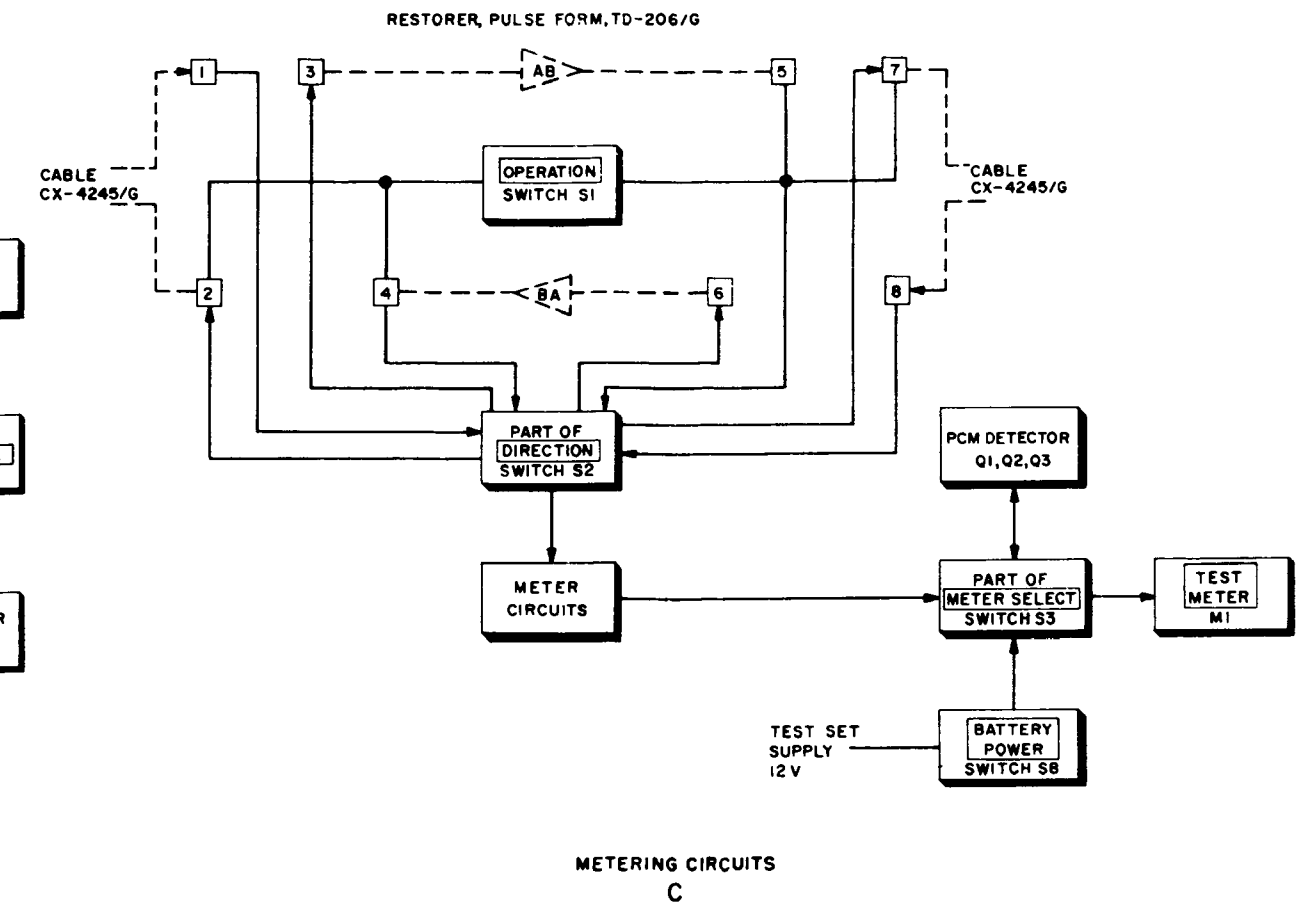 RESTORER, PULSE FORM, TD-206/G
1
3
AB
5
7
CABLE
CX-4245/G
OPERATION
SWITCH S1
CABLE
CX-4245/G
2
4
BA
6
8
PART OF
DIRECTION
SWITCH S2
PCM DETECTOR
Q1, Q2, Q3
METER
CIRCUITS
PART OF
METER SELECT
SWITCH S3
TEST
METER
M1
R
TEST SET
SUPPLY
12 V
BATTERY
POWER
SWITCH S8
METERING CIRCUITS
C